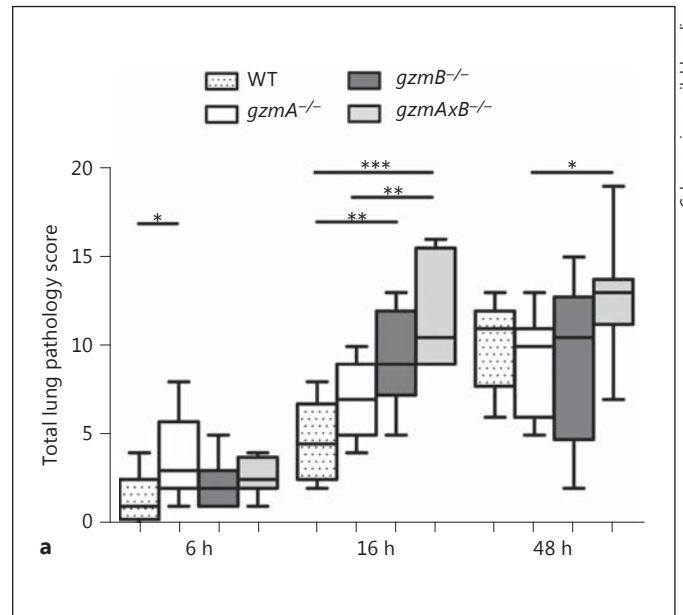 WT
gzmB–/–
gzmA–/–
gzmAxB–/–
Total lung pathology score
20
15
10
5
0
*
***
**
**
*
6 h
16 h
48 h
a